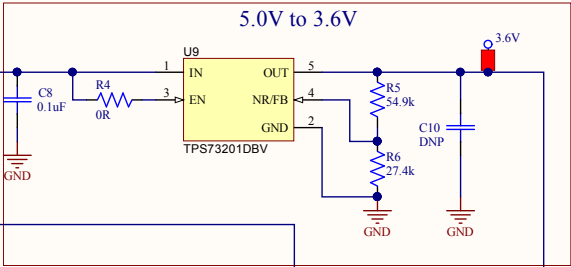 5.0V to 3.6V
3.6V
U9
1
IN
OUT
5
R4
0R
3
EN
NR/FB
4
R5
54.9k
C8
0.1uF
GND
2
C10
DNP
TPS73201DBV
R6
27.4k
GND
GND
GND